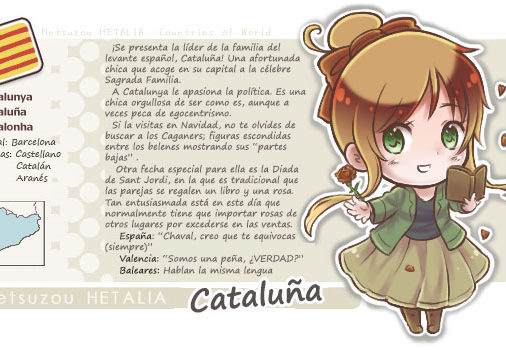 Netsuzou HETALIA Countries of World
¡Se presenta la líder de la familia del
levante español, Cataluña! Una afortunada
chica que acoge en su capital a la célebre
Sagrada Familia.
A Catalunya le apasiona la política. Es una
chica orgullosa de ser como es, aunque a
veces peca de egocentrismo.
Si la visitas en Navidad, no te olvides de
buscar a los Caganers; figuras escondidas
entre los belenes mostrando sus "partes
bajas" .
Otra fecha especial para ella es la Diada
de Sant Jordi, en la que es tradicional que
las parejas se regalen un libro y una rosa.
Tan entusiasmada está en este día que
normalmente tiene que importar rosas de
otros lugares por excederse en las ventas.
España: "Chaval, creo que te equivocas
(siempre)"
Valencia: "Somos una peña, ¿VERDAD?"
Baleares: Hablan la misma lengua
alunya
aluña
alonha
al: Barcelona
as: Castellano
Catalán
Aranés
etsuzou HETALIA
Cataluña